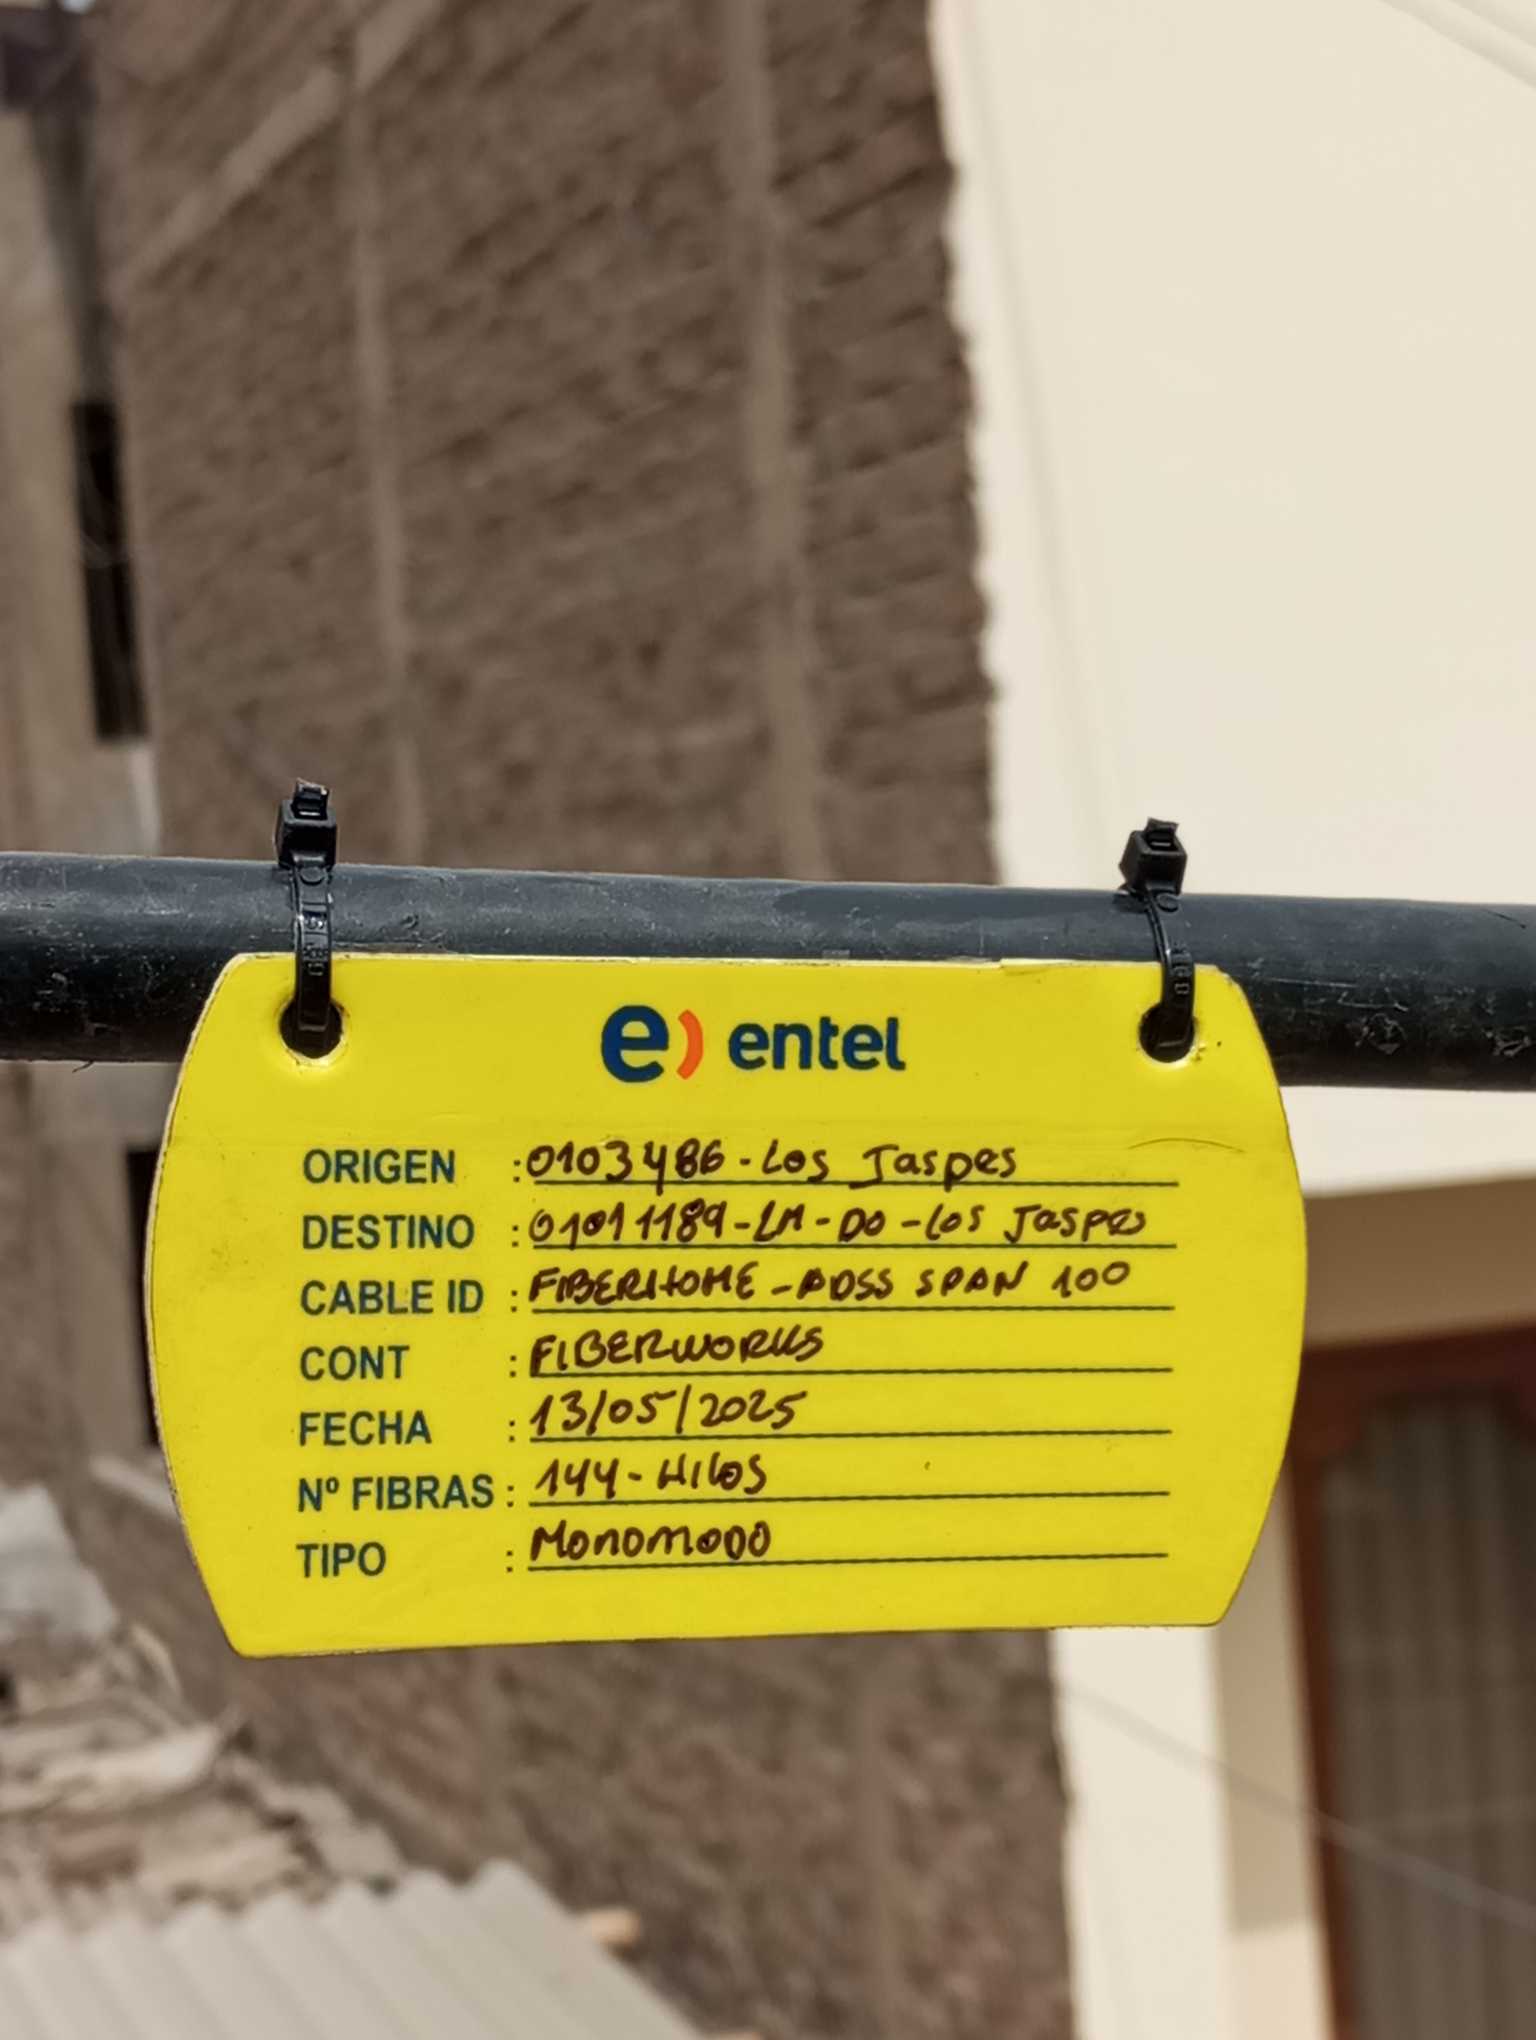 e) entel
ORIGEN : 0103486 - Los Jaspes
DESTINO : 01011189 - LM - DO - Los Jaspes
CABLE ID : FIBERHOME - ADSS SPAN 100
CONT : FIBERWORKS
FECHA : 13/05/2025
Nº FIBRAS : 144 - HILOS
TIPO : MONOMODO